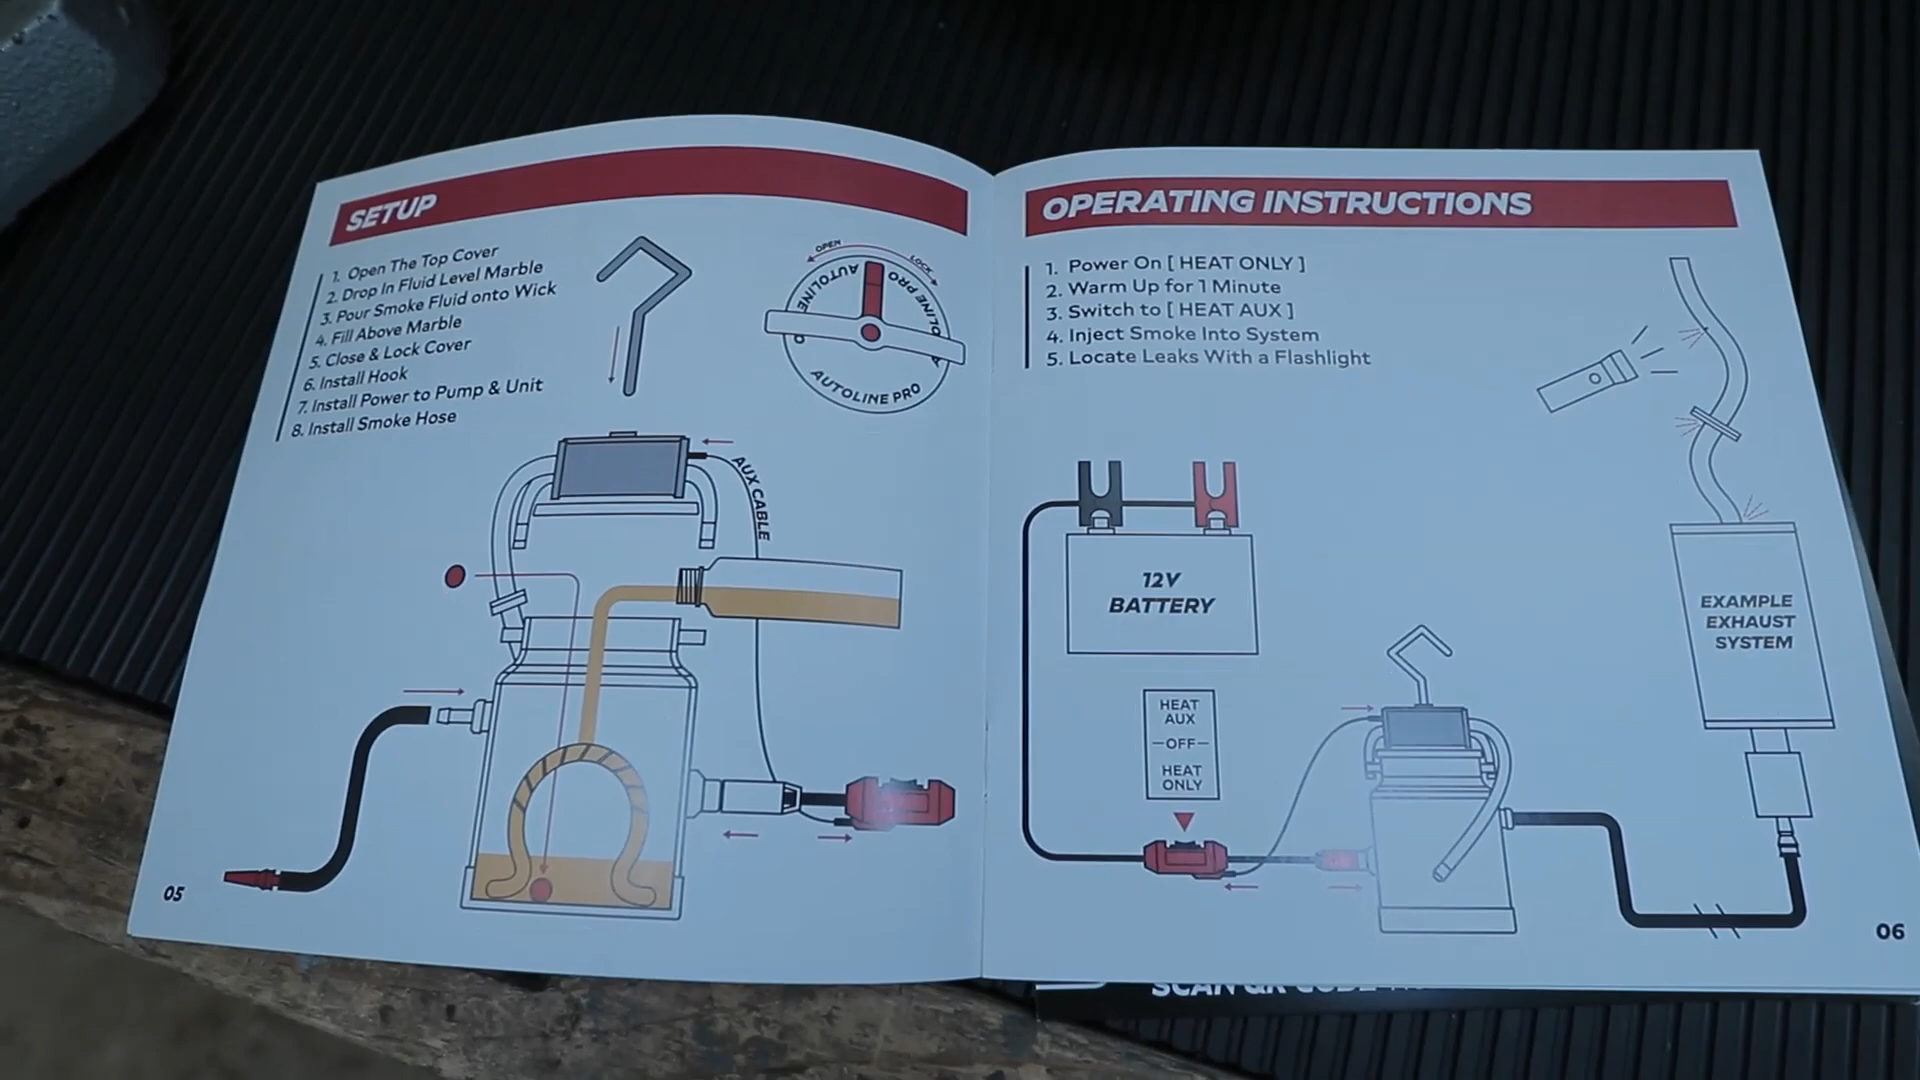 SETUP
1. Open The Top Cover
2. Drop In Fluid Level Marble
3. Pour Smoke Fluid onto Wick
4. Fill Above Marble
5. Close & Lock Cover
6. Install Hook
7. Install Power to Pump & Unit
8. Install Smoke Hose
OPEN
LOCK
AUTOLINE
OLINE PRO
AUTOLINE PRO
AUX CABLE
05
OPERATING INSTRUCTIONS
1. Power On [ HEAT ONLY ]
2. Warm Up for 1 Minute
3. Switch to [ HEAT AUX ]
4. Inject Smoke Into System
5. Locate Leaks With a Flashlight
12V
BATTERY
EXAMPLE
EXHAUST
SYSTEM
HEAT
AUX
—OFF—
HEAT
ONLY
06
SCAN QR CODE